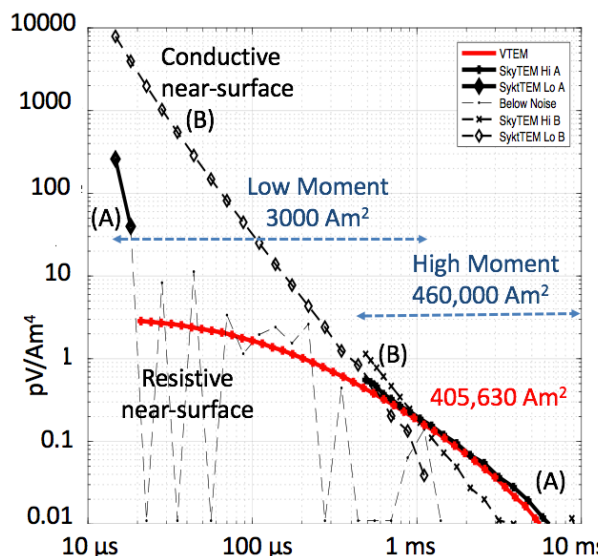 10000
1000
100
10
1
0.1
0.01
pV/Am⁴
10 µs
100 µs
1 ms
10 ms
Conductive
near-surface
(B)
(A)
Low Moment
3000 Am²
High Moment
460,000 Am²
(B)
Resistive
near-surface
405,630 Am²
(A)
VTEM
SkyTEM Hi A
SyktTEM Lo A
Below Noise
SkyTEM Hi B
SyktTEM Lo B